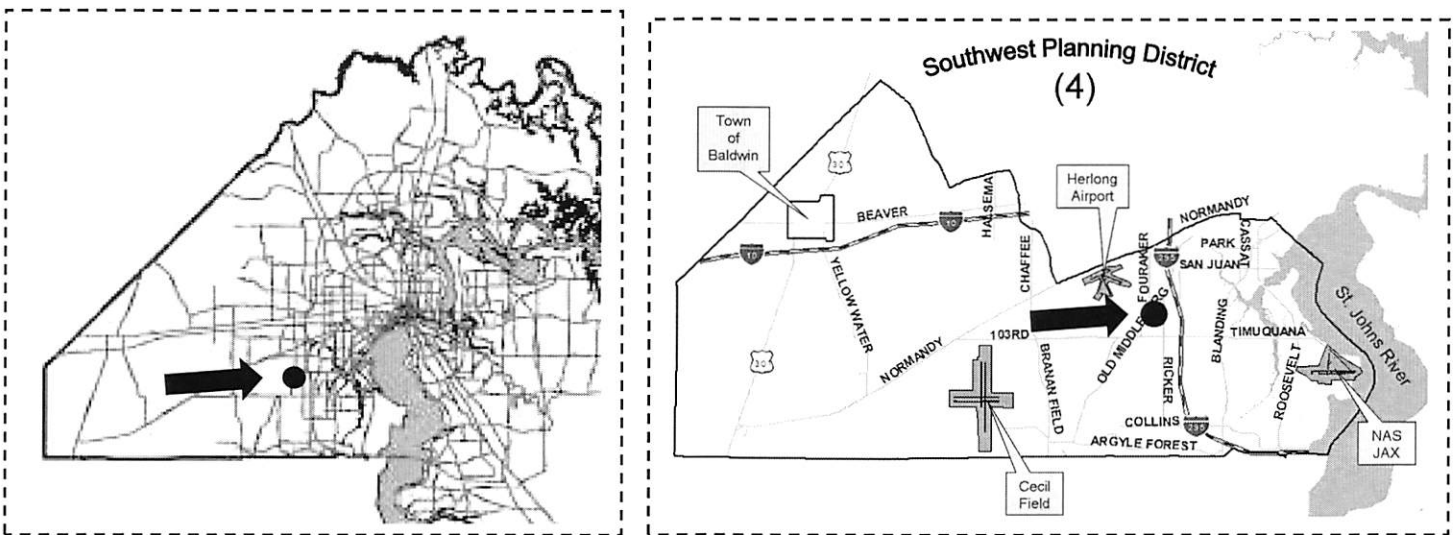 Southwest Planning District
(4)
Town
of
Baldwin
Herlong
Airport
BEAVER
HALSEMA
NORMANDY
CASSAT
PARK
SAN JUAN
10
10
295
CHAFFEE
FOURAKER
YELLOW WATER
St. Johns River
103RD
NORMANDY
BRANAN FIELD
OLD MIDDLEBURG
RICKER
BLANDING
TIMUQUANA
ROOSEVELT
COLLINS
295
ARGYLE FOREST
NAS
JAX
Cecil
Field